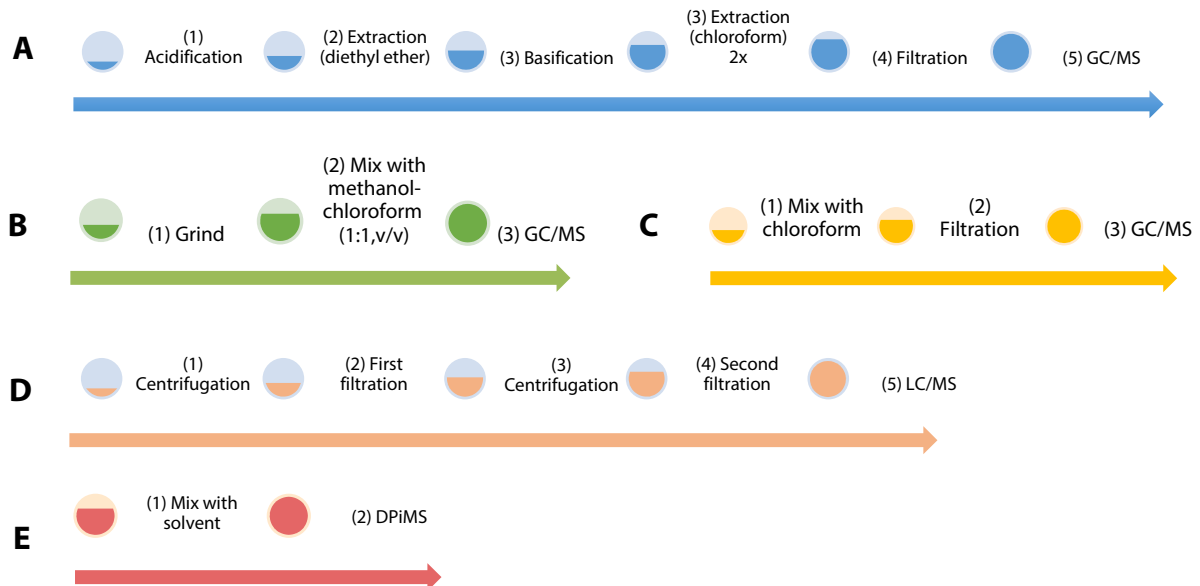 A
(1)
Acidification
(2) Extraction
(diethyl ether)
(3) Basification
(3) Extraction
(chloroform)
2x
(4) Filtration
(5) GC/MS
B
(1) Grind
(2) Mix with
methanol-
chloroform
(1:1,v/v)
(3) GC/MS
C
(1) Mix with
chloroform
(2)
Filtration
(3) GC/MS
D
(1)
Centrifugation
(2) First
filtration
(3)
Centrifugation
(4) Second
filtration
(5) LC/MS
E
(1) Mix with
solvent
(2) DPiMS